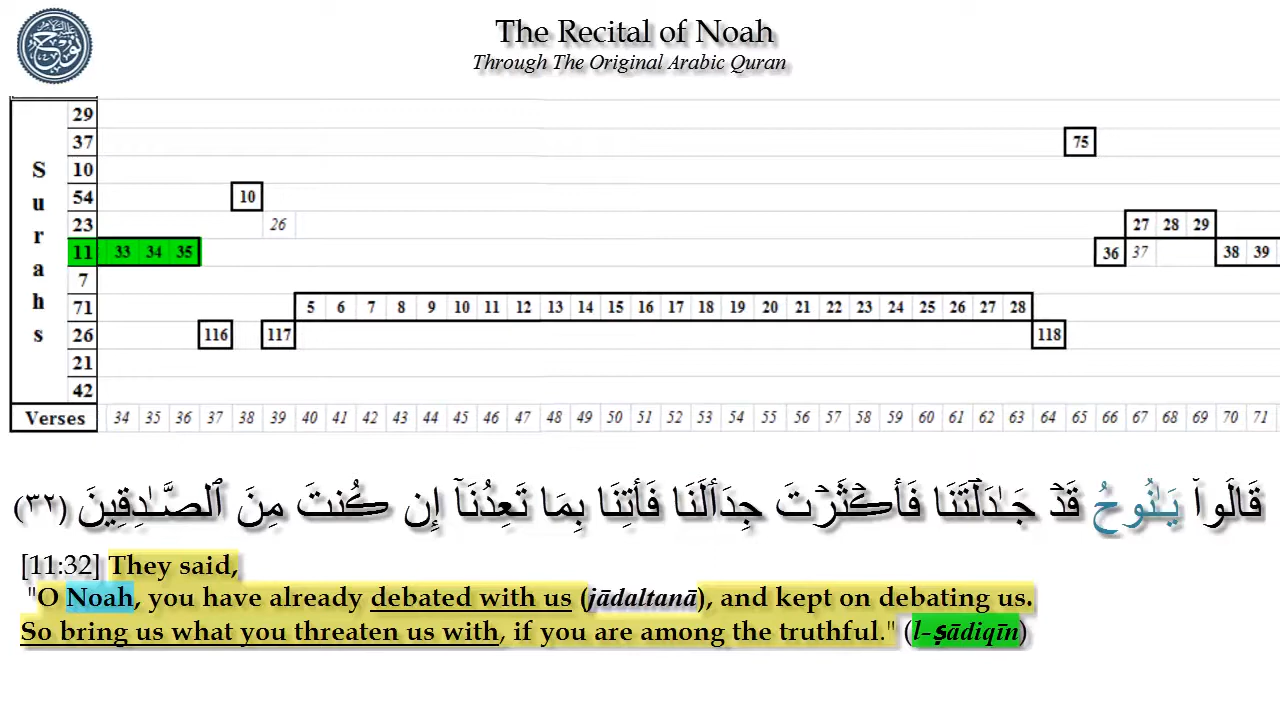 The Recital of Noah
Through The Original Arabic Quran
Surahs
29
37 75
10
54 10
23 26 27 28 29
11 33 34 35 36 37 38 39
7
71 5 6 7 8 9 10 11 12 13 14 15 16 17 18 19 20 21 22 23 24 25 26 27 28
26 116 117 118
21
42
Verses 34 35 36 37 38 39 40 41 42 43 44 45 46 47 48 49 50 51 52 53 54 55 56 57 58 59 60 61 62 63 64 65 66 67 68 69 70 71
قَالُوا۟ يَـٰنُوحُ قَدْ جَـٰدَلْتَنَا فَأَكْثَرْتَ جِدَٰلَنَا فَأْتِنَا بِمَا تَعِدُنَآ إِن كُنتَ مِنَ ٱلصَّـٰدِقِينَ (٣٢)
[11:32] They said,
"O Noah, you have already debated with us (jādaltanā), and kept on debating us.
So bring us what you threaten us with, if you are among the truthful." (l-ṣādiqīn)